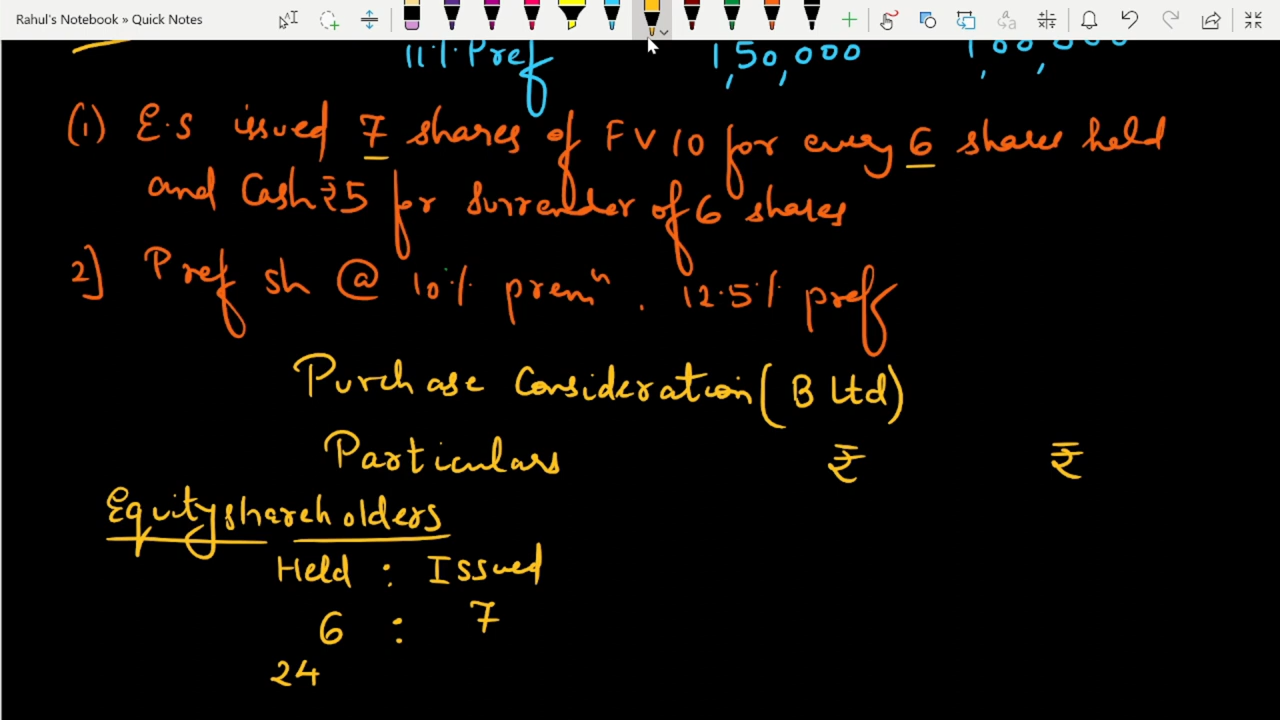 Rahul's Notebook » Quick Notes
11% Pref 1,50,000
(1) E.S issued 7 shares of FV 10 for every 6 shares held
and Cash ₹5 for surrender of 6 shares
2] Pref sh @ 10% premⁿ. 12.5% pref
Purchase Consideration (B Ltd)
Particulars ₹ ₹
Equity shareholders
Held : Issued
6 : 7
24